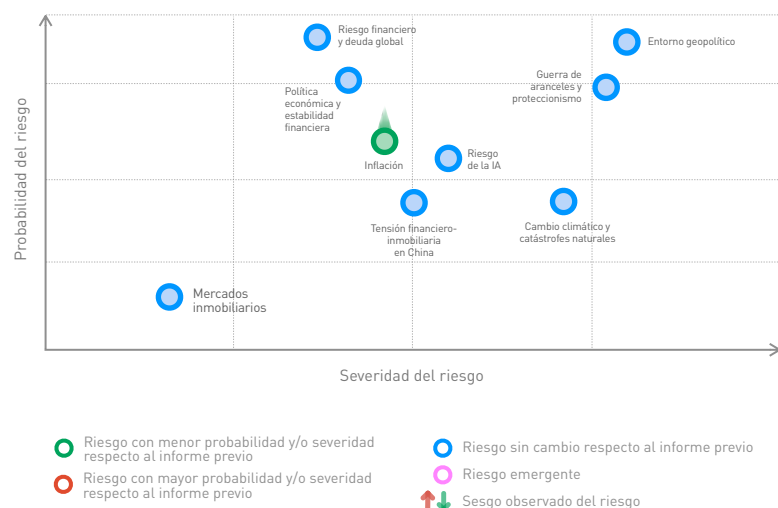 Riesgo financiero
y deuda global
Entorno geopolítico
Guerra de
aranceles y
proteccionismo
Política
económica y
estabilidad
financiera
Inflación
Riesgo
de la IA
Tensión financiero-
inmobiliaria
en China
Cambio climático y
catástrofes naturales
Mercados
inmobiliarios
Probabilidad del riesgo
Severidad del riesgo
Riesgo con menor probabilidad y/o severidad
respecto al informe previo
Riesgo con mayor probabilidad y/o severidad
respecto al informe previo
Riesgo sin cambio respecto al informe previo
Riesgo emergente
Sesgo observado del riesgo